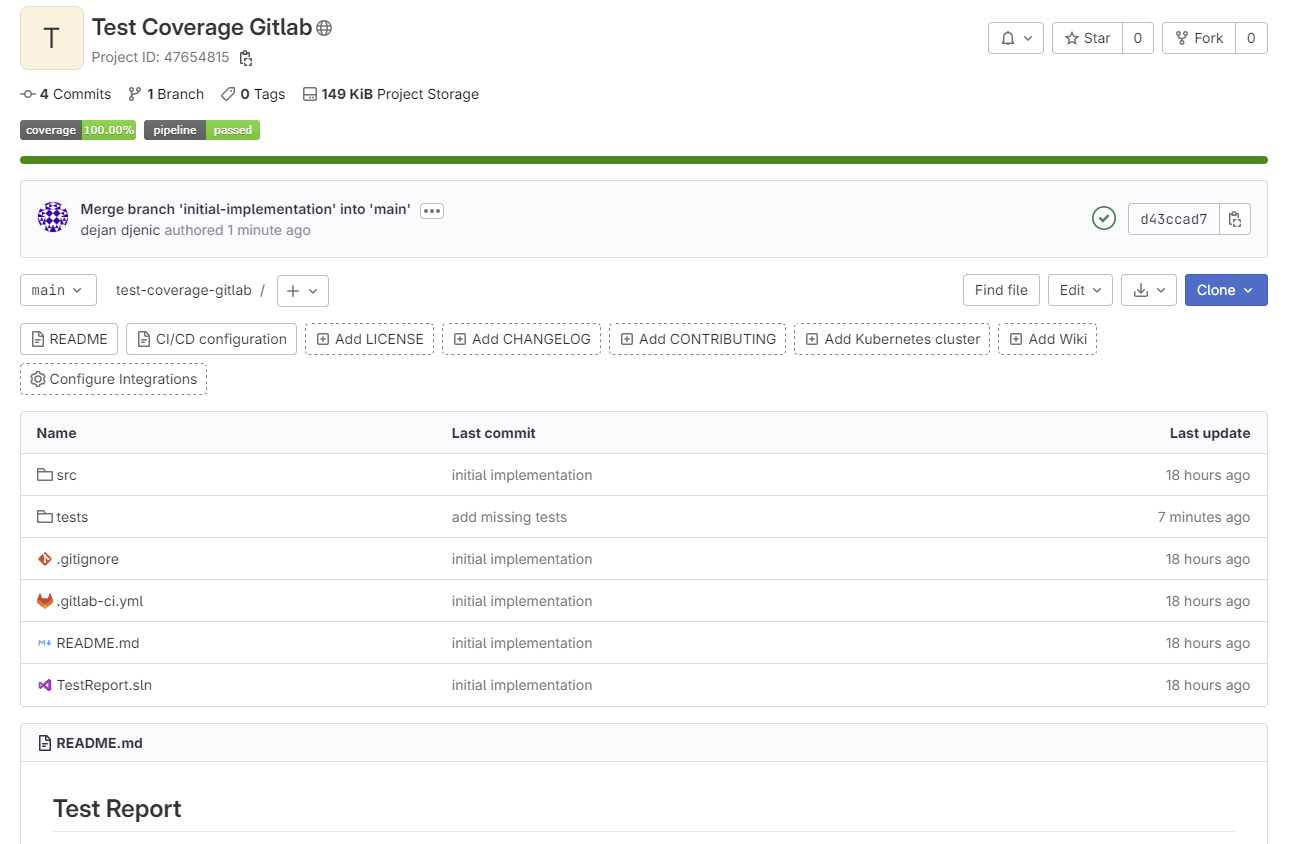 T
Test Coverage Gitlab
Project ID: 47654815
Star 0 Fork 0
4 Commits 1 Branch 0 Tags 149 KiB Project Storage
coverage 100.00% pipeline passed
Merge branch 'initial-implementation' into 'main'
dejan djenic authored 1 minute ago
d43ccad7
main test-coverage-gitlab / Find file Edit Clone
README CI/CD configuration Add LICENSE Add CHANGELOG Add CONTRIBUTING Add Kubernetes cluster Add Wiki
Configure Integrations
Name Last commit Last update
src initial implementation 18 hours ago
tests add missing tests 7 minutes ago
.gitignore initial implementation 18 hours ago
.gitlab-ci.yml initial implementation 18 hours ago
M↓ README.md initial implementation 18 hours ago
TestReport.sln initial implementation 18 hours ago
README.md
Test Report